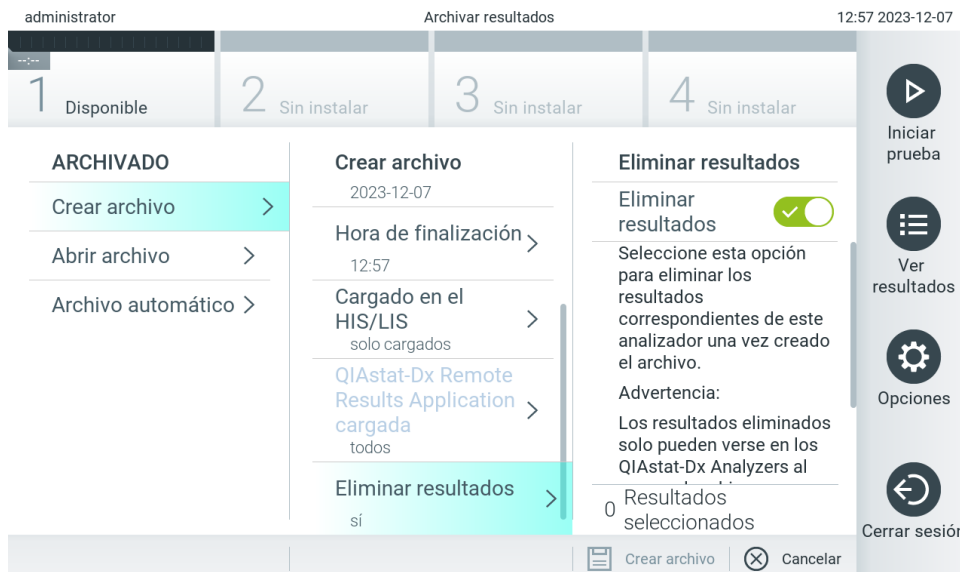 administrator
Archivar resultados
12:57 2023-12-07
--:--
1 Disponible
2 Sin instalar
3 Sin instalar
4 Sin instalar
ARCHIVADO
Crear archivo
Abrir archivo
Archivo automático
Crear archivo
2023-12-07
Hora de finalización
12:57
Cargado en el
HIS/LIS
solo cargados
QIAstat-Dx Remote
Results Application
cargada
todos
Eliminar resultados
sí
Eliminar resultados
Eliminar
resultados
Seleccione esta opción
para eliminar los
resultados
correspondientes de este
analizador una vez creado
el archivo.
Advertencia:
Los resultados eliminados
solo pueden verse en los
QIAstat-Dx Analyzers al
0 Resultados
seleccionados
Crear archivo
Cancelar
Iniciar
prueba
Ver
resultados
Opciones
Cerrar sesión